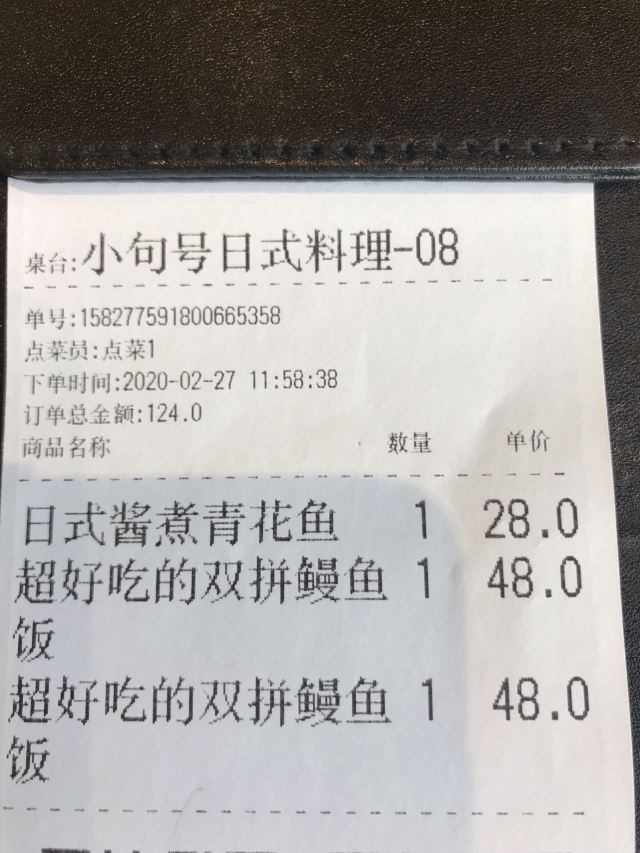 桌台:小句号日式料理-08
单号:158277591800665358
点菜员:点菜1
下单时间:2020-02-27 11:58:38
订单总金额:124.0
商品名称 数量 单价
日式酱煮青花鱼 1 28.0
超好吃的双拼鳗鱼 1 48.0
饭
超好吃的双拼鳗鱼 1 48.0
饭